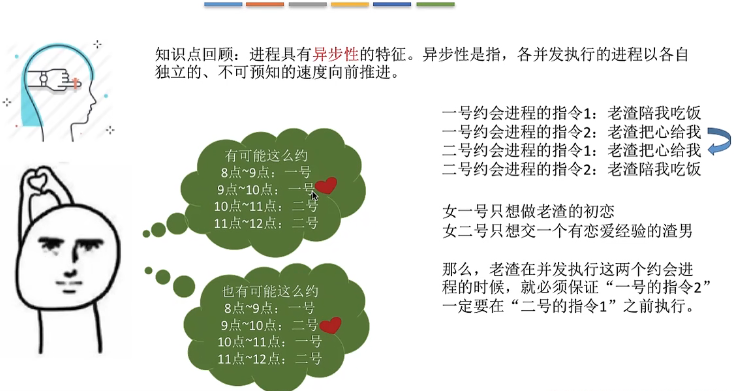 知识点回顾：进程具有异步性的特征。异步性是指，各并发执行的进程以各自
独立的、不可预知的速度向前推进。
有可能这么约
8点~9点：一号
9点~10点：一号
10点~11点：二号
11点~12点：二号
也有可能这么约
8点~9点：一号
9点~10点：二号
10点~11点：一号
11点~12点：二号
一号约会进程的指令1：老渣陪我吃饭
一号约会进程的指令2：老渣把心给我
二号约会进程的指令1：老渣把心给我
二号约会进程的指令2：老渣陪我吃饭
女一号只想做老渣的初恋
女二号只想交一个有恋爱经验的渣男
那么，老渣在并发执行这两个约会进
程的时候，就必须保证“一号的指令2”
一定要在“二号的指令1”之前执行。